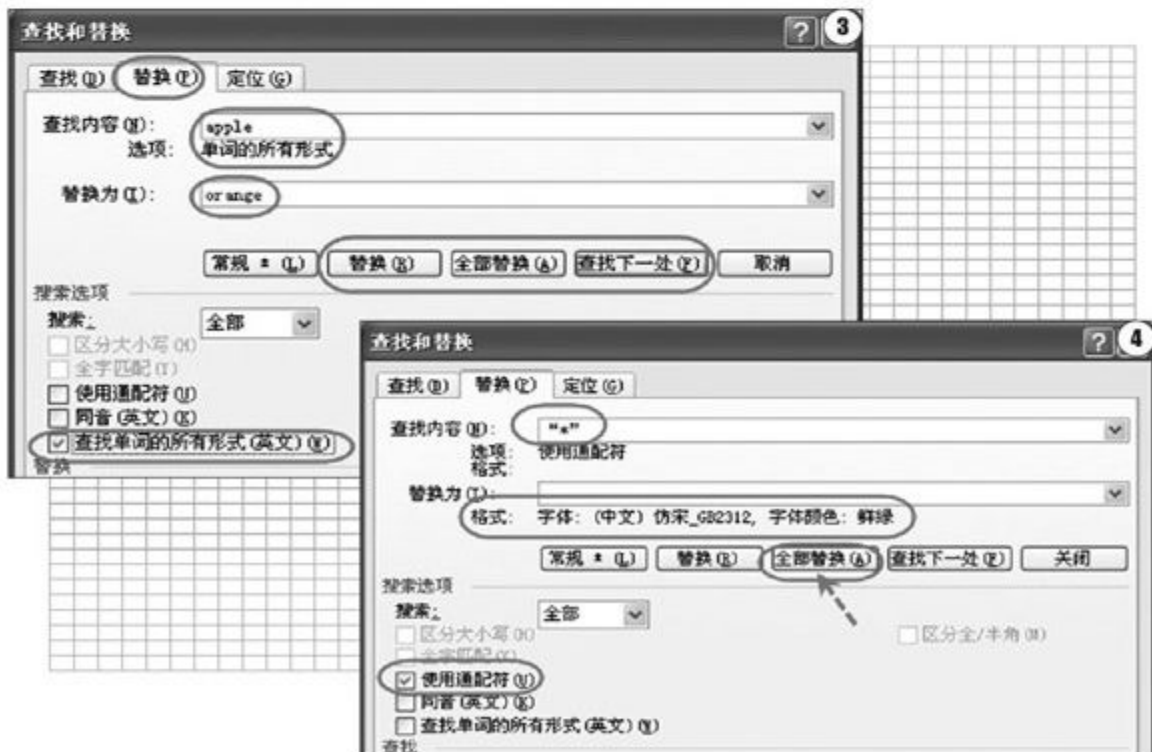 查找和替换
3
查找(D) 替换(P) 定位(G)
查找内容(N): apple
选项: 单词的所有形式
替换为(I): orange
常规 ± (L) 替换(R) 全部替换(A) 查找下一处(F) 取消
搜索选项
搜索: 全部
区分大小写(H)
全字匹配(Y)
使用通配符(U)
同音(英文)(K)
查找单词的所有形式(英文)(W)
替换
查找和替换
4
查找(D) 替换(P) 定位(G)
查找内容(N): “*”
选项: 使用通配符
格式:
替换为(I):
格式: 字体: (中文) 仿宋_GB2312, 字体颜色: 鲜绿
常规 ± (L) 替换(R) 全部替换(A) 查找下一处(F) 关闭
搜索选项
搜索: 全部
区分大小写(H) 区分全/半角(M)
全字匹配(Y)
使用通配符(U)
同音(英文)(K)
查找单词的所有形式(英文)(W)
查找